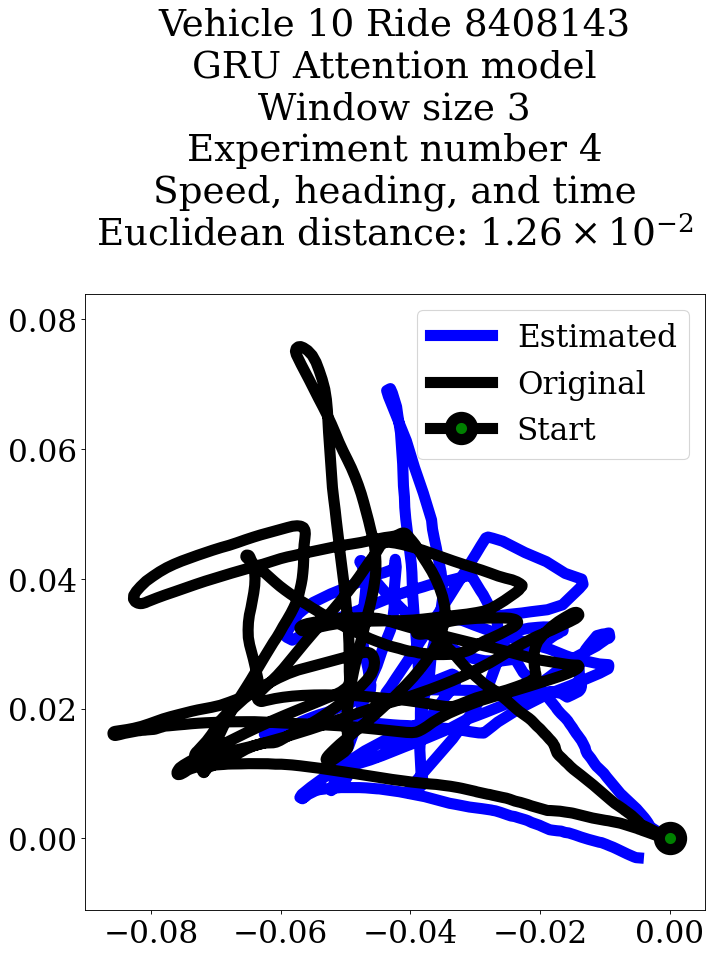 Vehicle 10 Ride 8408143
GRU Attention model
Window size 3
Experiment number 4
Speed, heading, and time
Euclidean distance: 1.26 × 10⁻²
Estimated
Original
Start
0.08
0.06
0.04
0.02
0.00
−0.08 −0.06 −0.04 −0.02 0.00